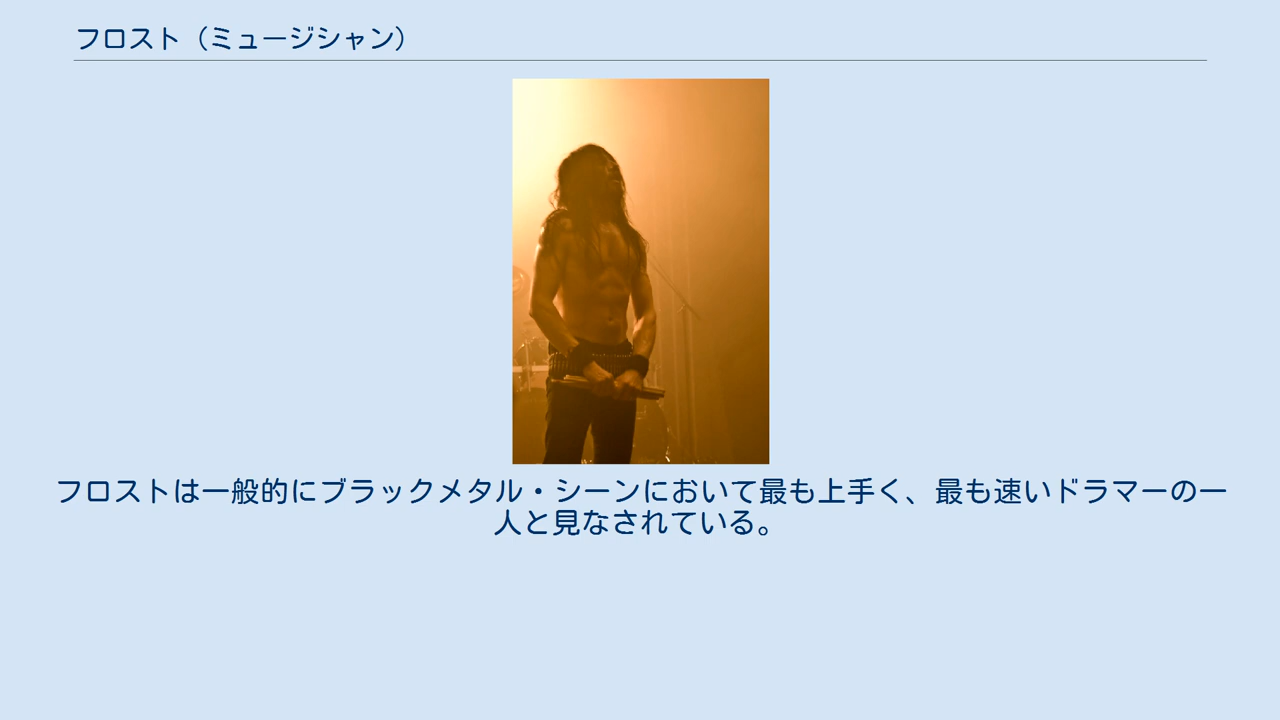 フロスト（ミュージシャン）
フロストは一般的にブラックメタル・シーンにおいて最も上手く、最も速いドラマーの一
人と見なされている。